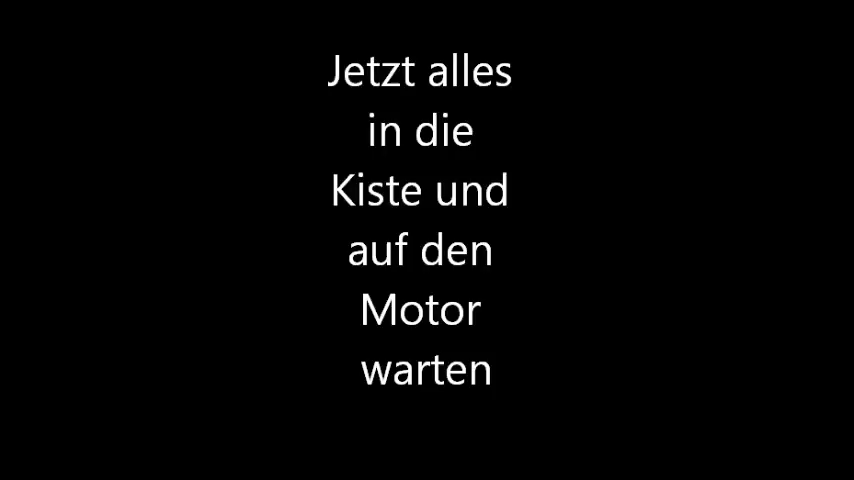 Jetzt alles
in die
Kiste und
auf den
Motor
warten